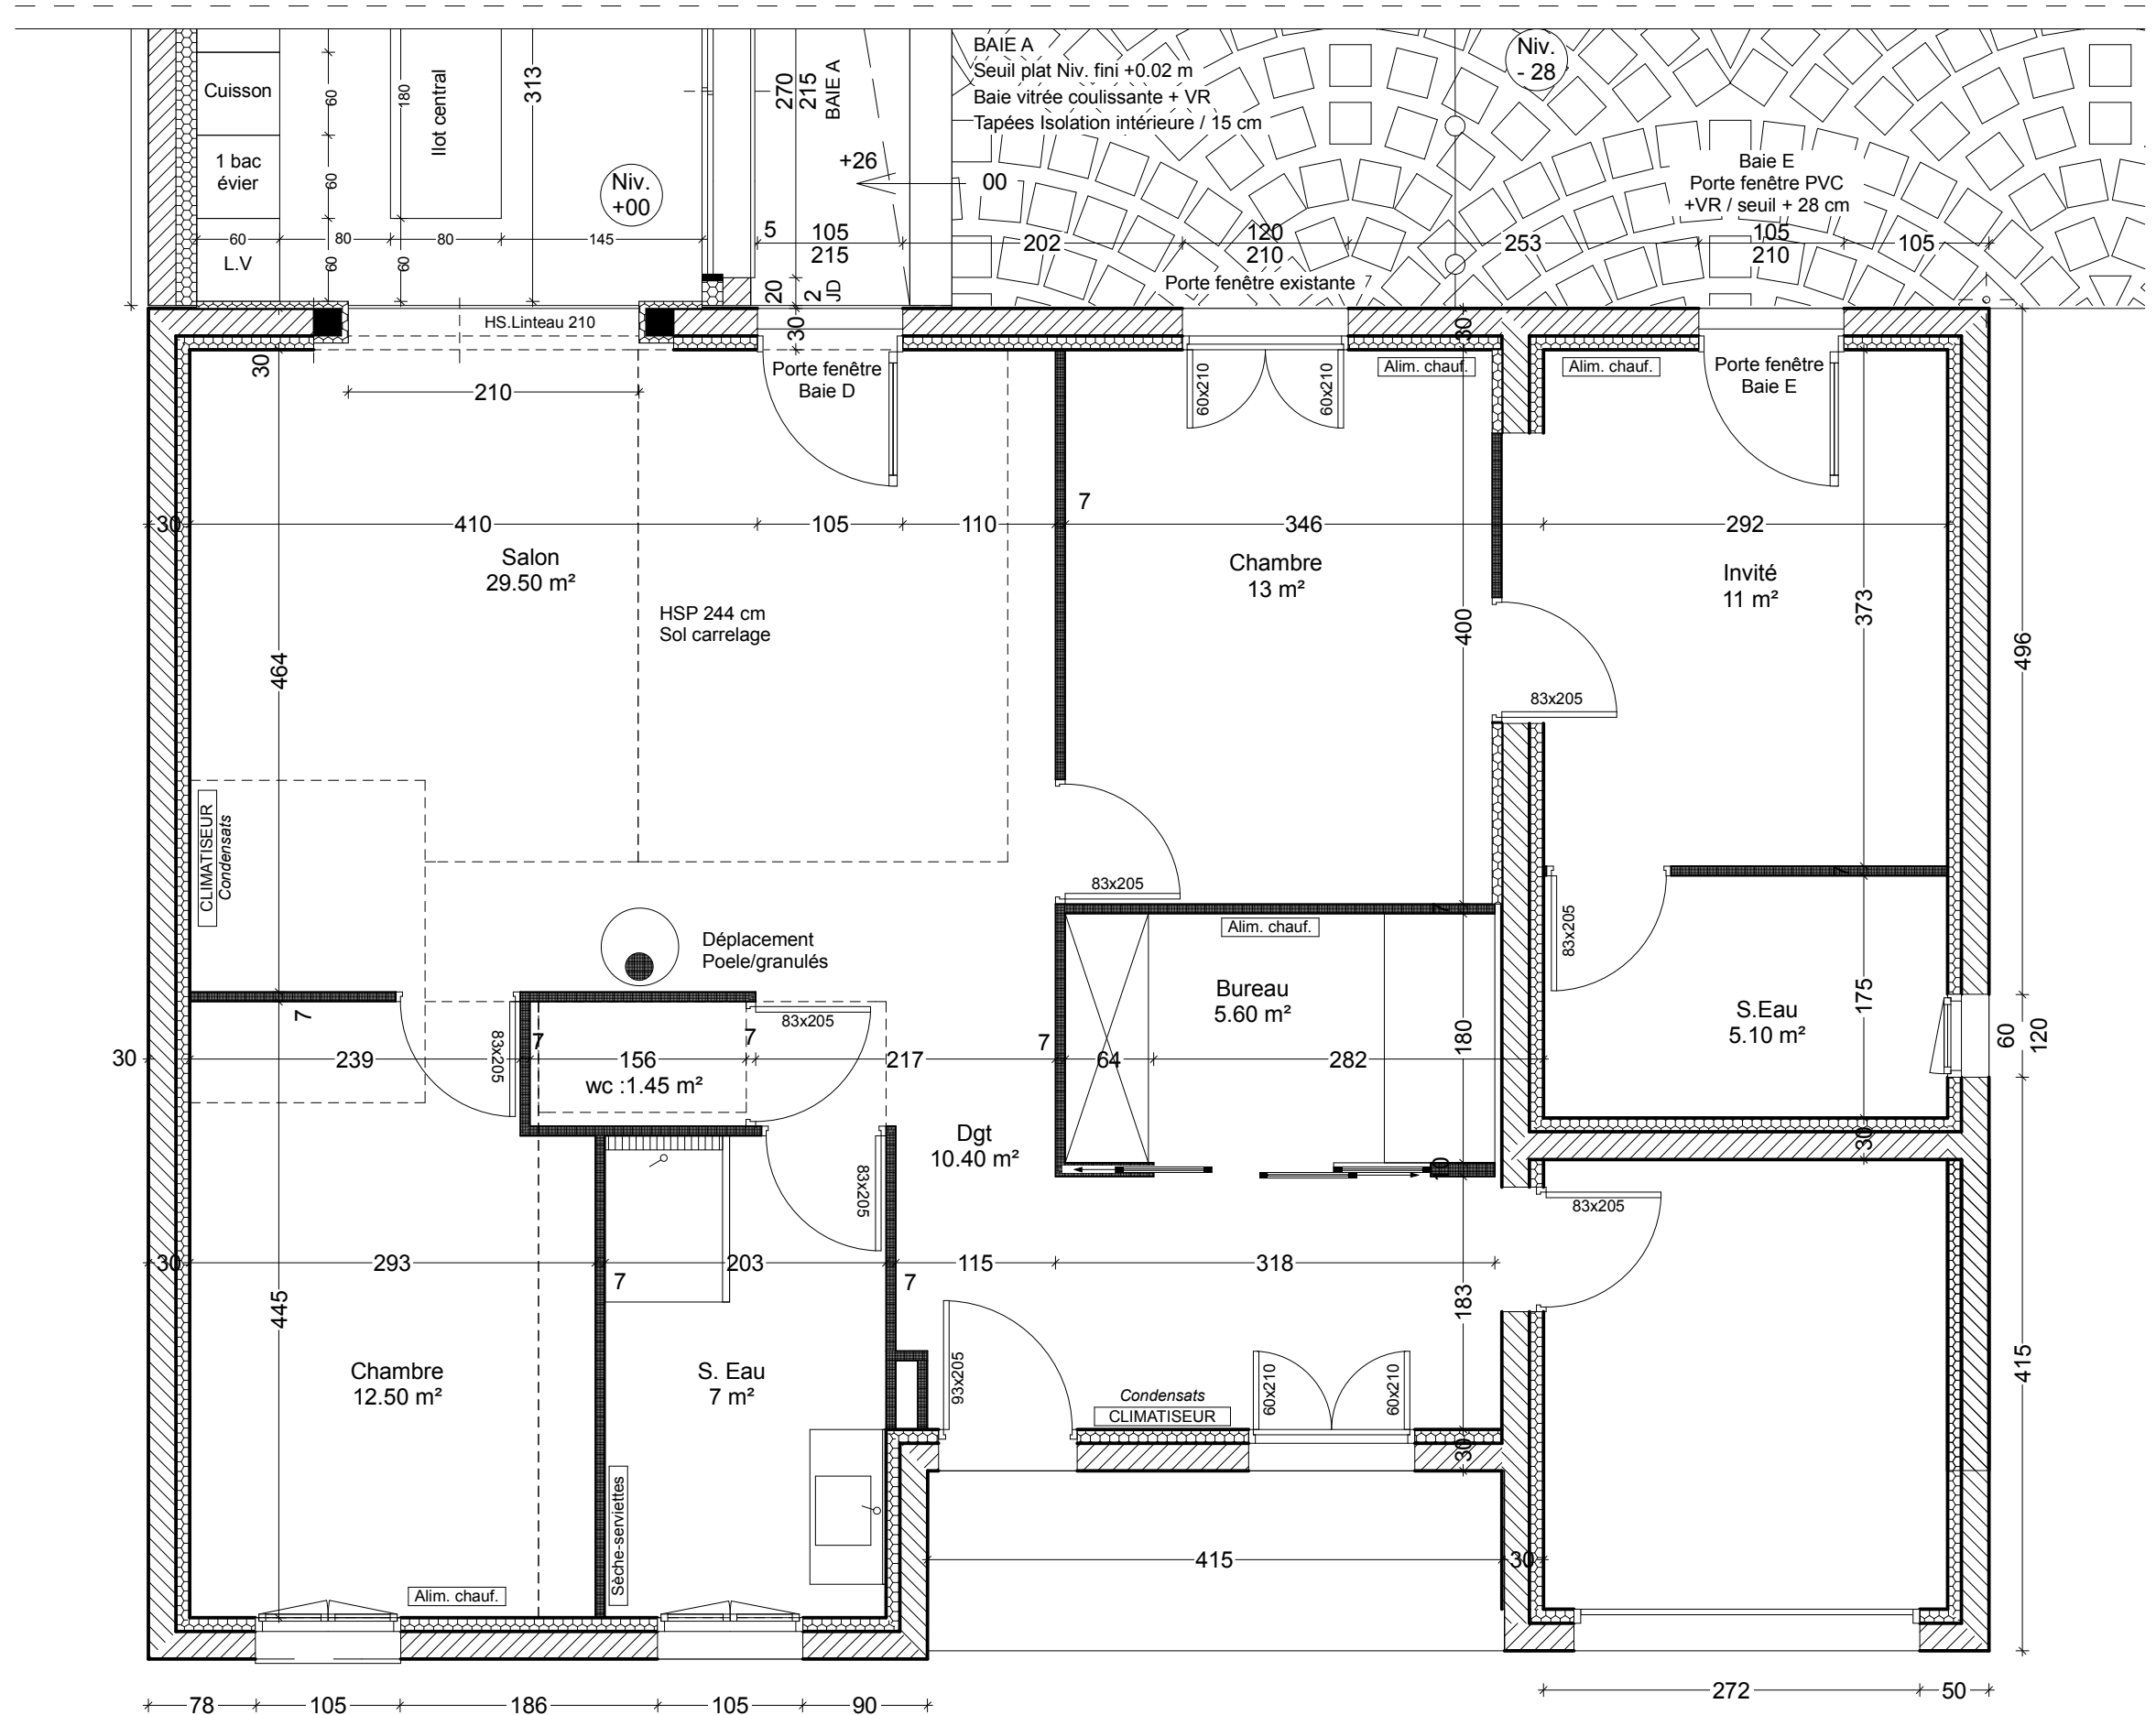 Cuisson
1 bac
évier
L.V
60
60
60
60
180
60
Ilot central
313
60
80
80
145
Niv.
+00
270
215
BAIE A
BAIE A
Seuil plat Niv. fini +0.02 m
Baie vitrée coulissante + VR
Tapées Isolation intérieure / 15 cm
+26
00
Niv.
- 28
Baie E
Porte fenêtre PVC
+VR / seuil + 28 cm
5
105
215
202
120
210
253
105
210
105
20
2
JD
30
Porte fenêtre existante
HS.Linteau 210
30
210
Porte fenêtre
Baie D
60x210
60x210
Alim. chauf.
30
Alim. chauf.
Porte fenêtre
Baie E
30
410
105
110
7
346
292
Salon
29.50 m²
HSP 244 cm
Sol carrelage
Chambre
13 m²
Invité
11 m²
464
400
373
496
83x205
83x205
CLIMATISEUR
Condensats
Déplacement
Poele/granulés
7
7
Alim. chauf.
Bureau
5.60 m²
83x205
S.Eau
5.10 m²
175
60
120
7
83x205
83x205
30
239
7
156
7
217
7
64
282
180
wc :1.45 m²
Dgt
10.40 m²
83x205
10
30
83x205
30
293
7
203
7
115
318
183
445
415
Chambre
12.50 m²
S. Eau
7 m²
93x205
Condensats
CLIMATISEUR
60x210
60x210
30
Sèche-serviettes
Alim. chauf.
415
30
78
105
186
105
90
272
50